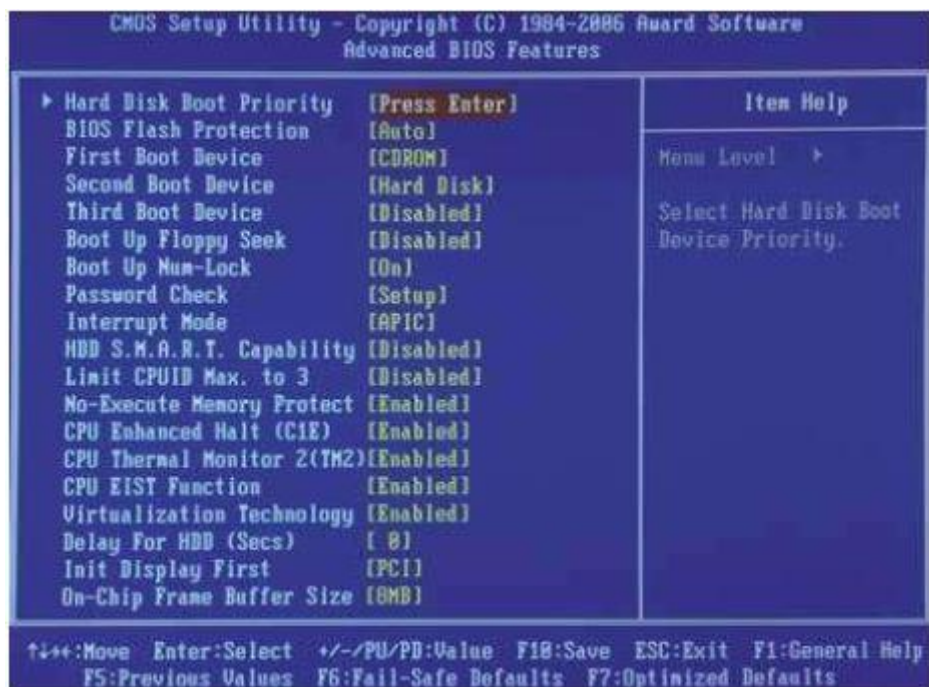 CMOS Setup Utility - Copyright (C) 1984-2006 Award Software
Advanced BIOS Features
Hard Disk Boot Priority [Press Enter]
BIOS Flash Protection [Auto]
First Boot Device [CDROM]
Second Boot Device [Hard Disk]
Third Boot Device [Disabled]
Boot Up Floppy Seek [Disabled]
Boot Up Num-Lock [On]
Password Check [Setup]
Interrupt Mode [APIC]
HDD S.M.A.R.T. Capability [Disabled]
Limit CPUID Max. to 3 [Disabled]
No-Execute Memory Protect [Enabled]
CPU Enhanced Halt (C1E) [Enabled]
CPU Thermal Monitor 2(TM2)[Enabled]
CPU EIST Function [Enabled]
Virtualization Technology [Enabled]
Delay For HDD (Secs) [ 0]
Init Display First [PCI]
On-Chip Frame Buffer Size [8MB]
Item Help
Menu Level
Select Hard Disk Boot
Device Priority.
↑↓→←:Move Enter:Select +/-/PU/PD:Value F10:Save ESC:Exit F1:General Help
F5:Previous Values F6:Fail-Safe Defaults F7:Optimized Defaults